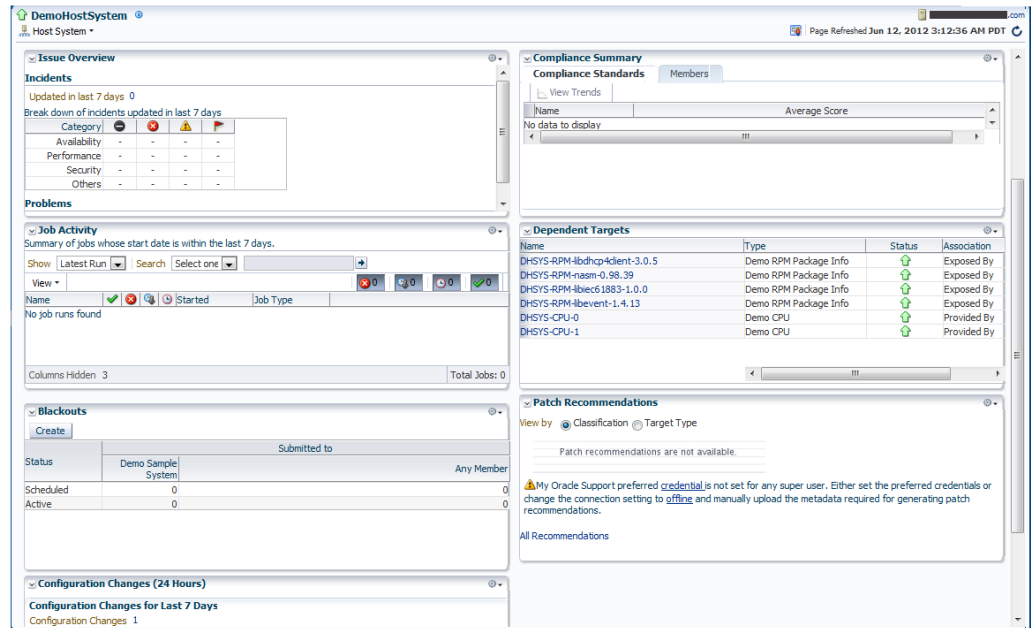 DemoHostSystem
.com
Host System
Page Refreshed Jun 12, 2012 3:12:36 AM PDT
Issue Overview
Incidents
Updated in last 7 days 0
Break down of incidents updated in last 7 days
Category
Availability - - - -
Performance - - - -
Security - - - -
Others - - - -
Problems
Compliance Summary
Compliance Standards Members
View Trends
Name Average Score
No data to display
Job Activity
Summary of jobs whose start date is within the last 7 days.
Show Latest Run Search Select one
View 0 0 0 0
Name Started Job Type
No job runs found
Columns Hidden 3 Total Jobs: 0
Dependent Targets
Name Type Status Association
DHSYS-RPM-libdhcp4client-3.0.5 Demo RPM Package Info Exposed By
DHSYS-RPM-nasm-0.98.39 Demo RPM Package Info Exposed By
DHSYS-RPM-libiec61883-1.0.0 Demo RPM Package Info Exposed By
DHSYS-RPM-libevent-1.4.13 Demo RPM Package Info Exposed By
DHSYS-CPU-0 Demo CPU Provided By
DHSYS-CPU-1 Demo CPU Provided By
Blackouts
Create
Status Submitted to
Demo Sample System Any Member
Scheduled 0 0
Active 0 0
Patch Recommendations
View by Classification Target Type
Patch recommendations are not available.
My Oracle Support preferred credential is not set for any super user. Either set the preferred credentials or
change the connection setting to offline and manually upload the metadata required for generating patch
recommendations.
All Recommendations
Configuration Changes (24 Hours)
Configuration Changes for Last 7 Days
Configuration Changes 1